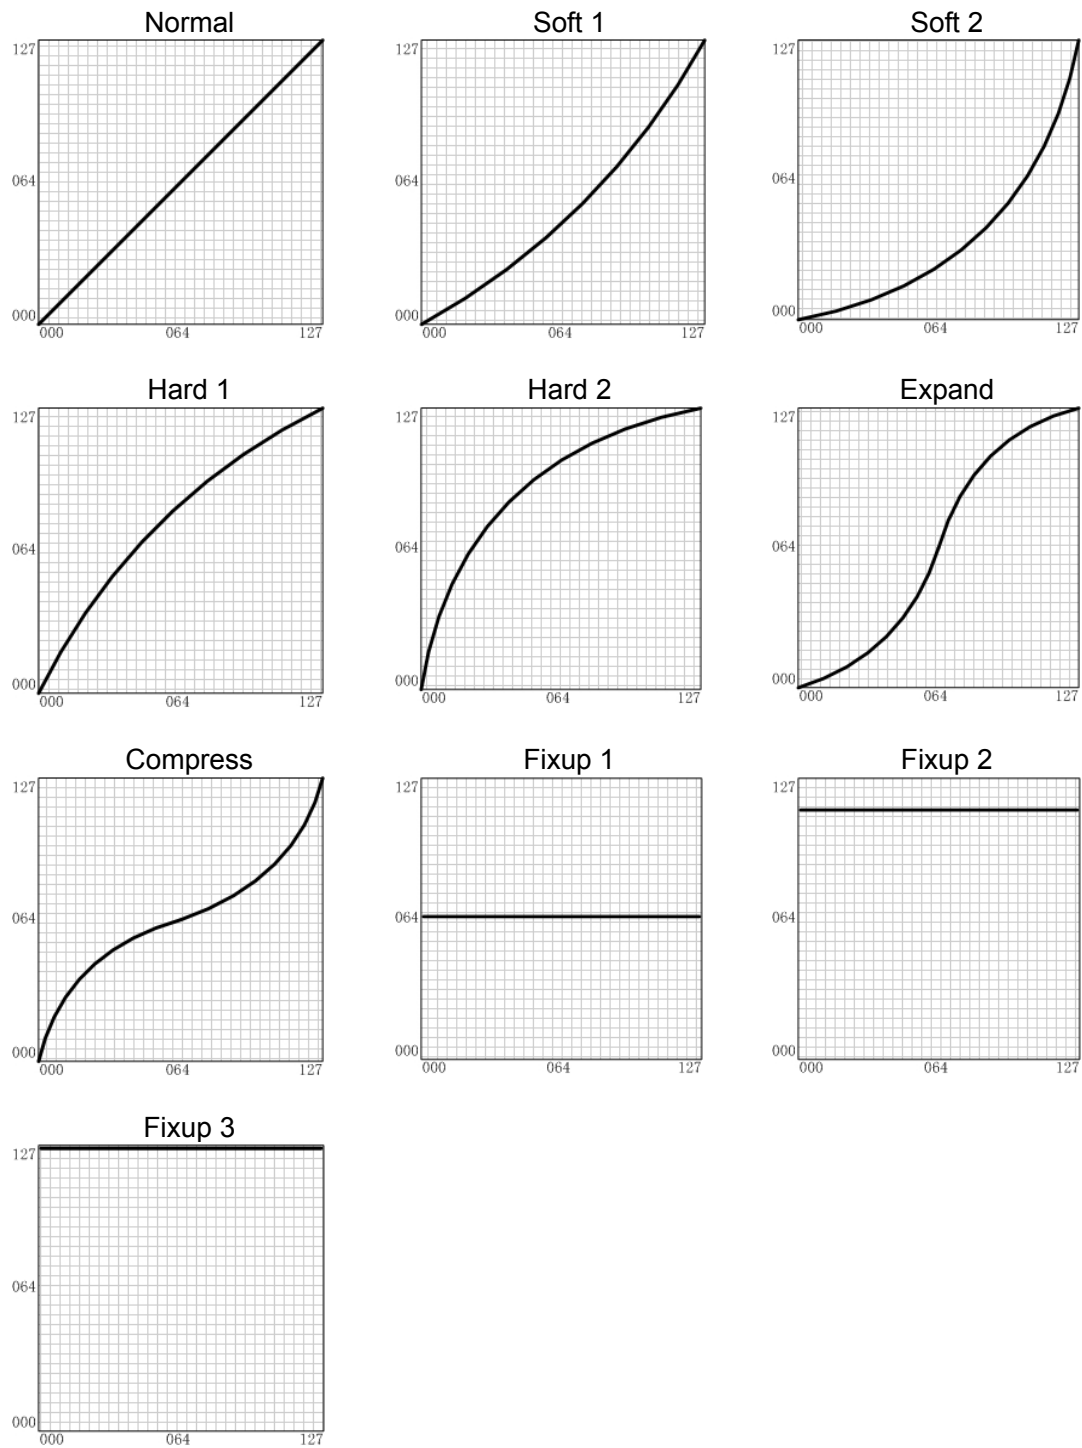 Normal Soft 1 Soft 2
127 127 127
064 064 064
000 000 000
000 064 127 000 064 127 000 064 127
Hard 1 Hard 2 Expand
127 127 127
064 064 064
000 000 000
000 064 127 000 064 127 000 064 127
Compress Fixup 1 Fixup 2
127 127 127
064 064 064
000 000 000
000 064 127 000 064 127 000 064 127
Fixup 3
127
064
000
000 064 127